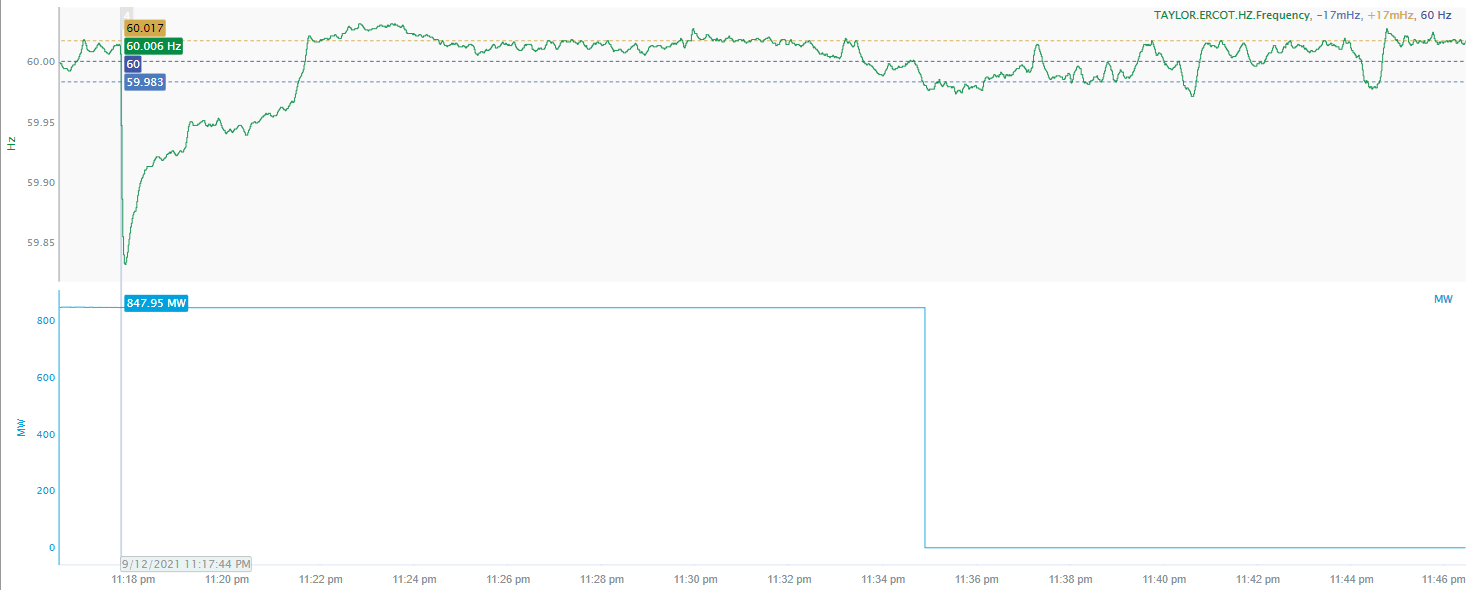 4
TAYLOR.ERCOT.HZ.Frequency, -17mHz, +17mHz, 60 Hz
60.017
60.006 Hz
60
59.983
60.00
59.95
59.90
59.85
Hz
847.95 MW
MW
800
600
400
200
0
MW
9/12/2021 11:17:44 PM
11:18 pm
11:20 pm
11:22 pm
11:24 pm
11:26 pm
11:28 pm
11:30 pm
11:32 pm
11:34 pm
11:36 pm
11:38 pm
11:40 pm
11:42 pm
11:44 pm
11:46 pm